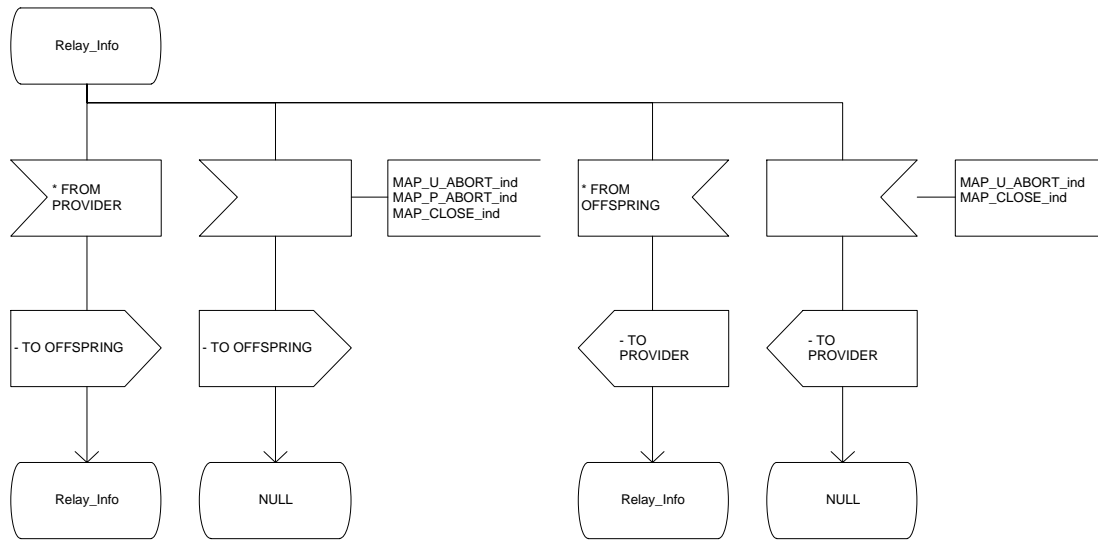 Relay_Info
* FROM
PROVIDER
MAP_U_ABORT_ind
MAP_P_ABORT_ind
MAP_CLOSE_ind
* FROM
OFFSPRING
MAP_U_ABORT_ind
MAP_CLOSE_ind
- TO OFFSPRING
- TO OFFSPRING
- TO
PROVIDER
- TO
PROVIDER
Relay_Info
NULL
Relay_Info
NULL